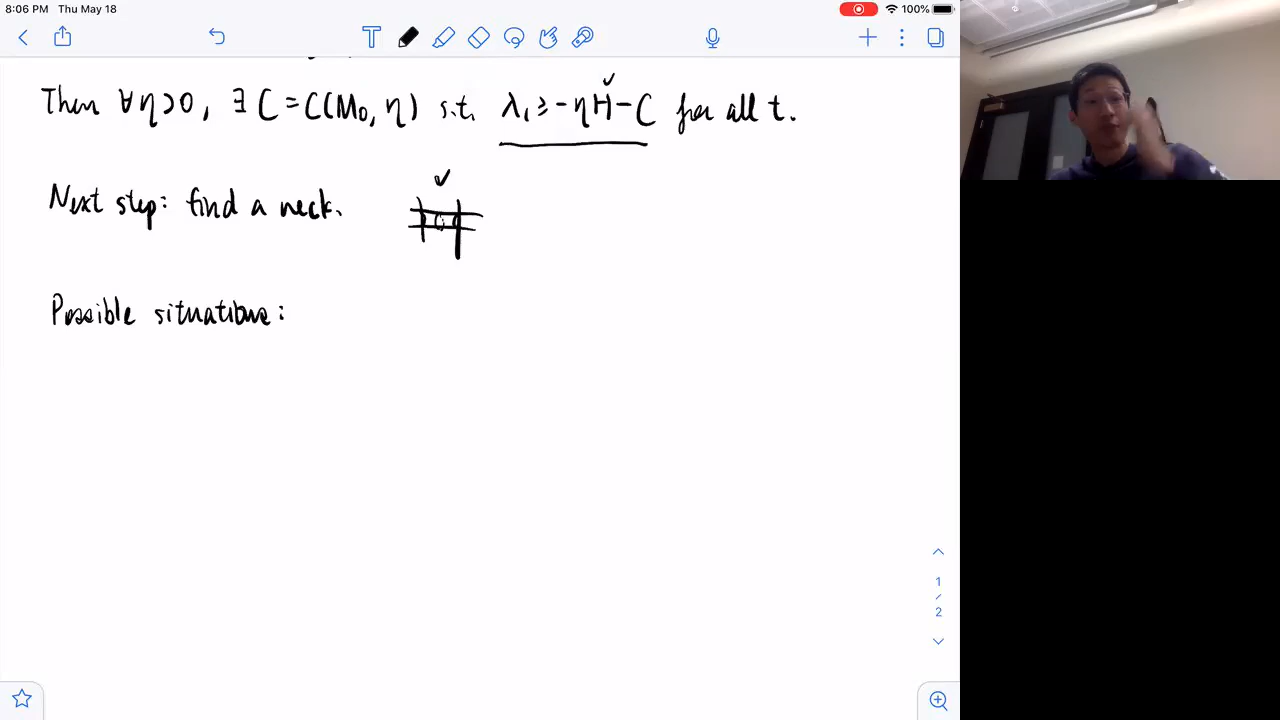 8:06 PM Thu May 18
100%
Then ∀η>0, ∃ C = C(M₀, η) s.t. λ₁ ≥ -ηH - C for all t.
Next step: find a neck.
Possible situations:
1
/
2